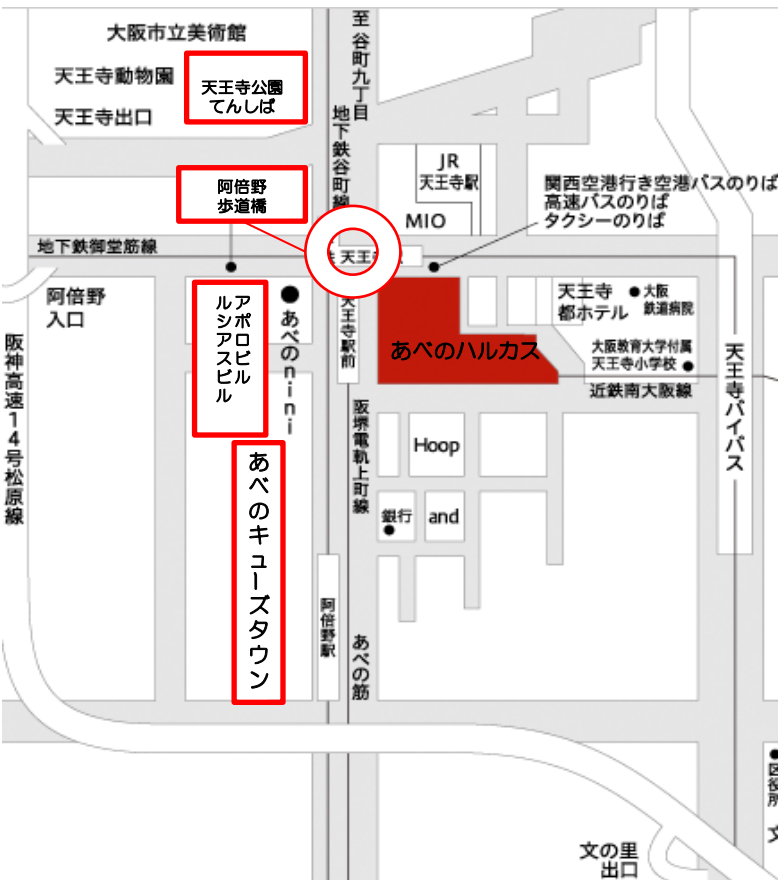 大阪市立美術館
天王寺動物園
天王寺公園
てんしば
天王寺出口
至 谷町九丁目
地下鉄谷町線
JR
天王寺駅
MIO
関西空港行き空港バスのりば
高速バスのりば
タクシーのりば
阿倍野
歩道橋
地下鉄御堂筋線
天王
阿倍野
入口
アポロビル
ルシアスビル
あべのnini
天王寺駅前
あべのハルカス
天王寺
都ホテル
大阪
鉄道病院
大阪教育大学付属
天王寺小学校
近鉄南大阪線
天王寺バイパス
阪神高速14号松原線
阪堺電軌上町線
Hoop
銀行
and
あべのキューズタウン
阿倍野駅
あべの筋
区役所
文
文の里
出口